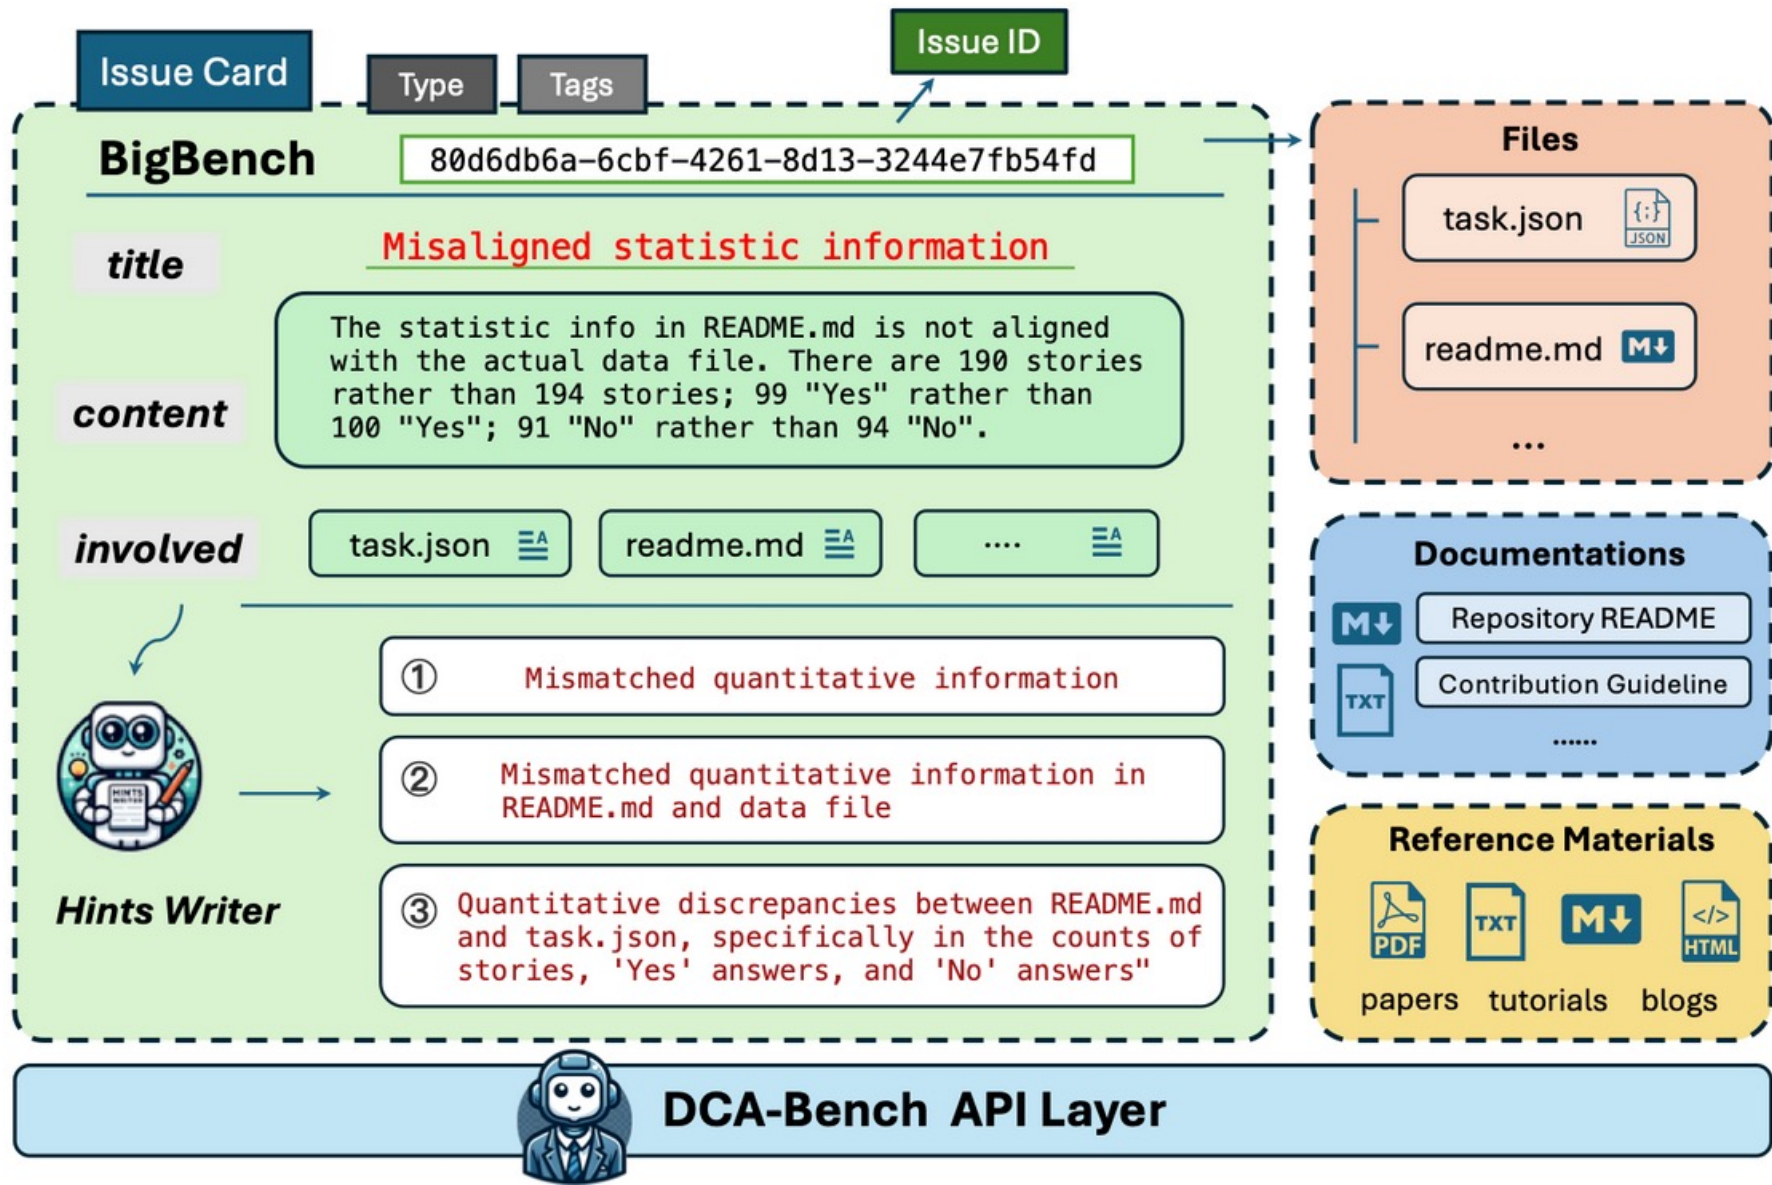 Issue Card
Type
Tags
Issue ID
BigBench
80d6db6a-6cbf-4261-8d13-3244e7fb54fd
title
Misaligned statistic information
content
The statistic info in README.md is not aligned
with the actual data file. There are 190 stories
rather than 194 stories; 99 "Yes" rather than
100 "Yes"; 91 "No" rather than 94 "No".
involved
task.json
readme.md
....
HINTS
WRITER
Hints Writer
① Mismatched quantitative information
② Mismatched quantitative information in
README.md and data file
③ Quantitative discrepancies between README.md
and task.json, specifically in the counts of
stories, 'Yes' answers, and 'No' answers"
Files
task.json
{;}
JSON
readme.md
M
...
Documentations
M
Repository README
TXT
Contribution Guideline
......
Reference Materials
PDF
TXT
M
</>
HTML
papers tutorials blogs
DCA-Bench API Layer